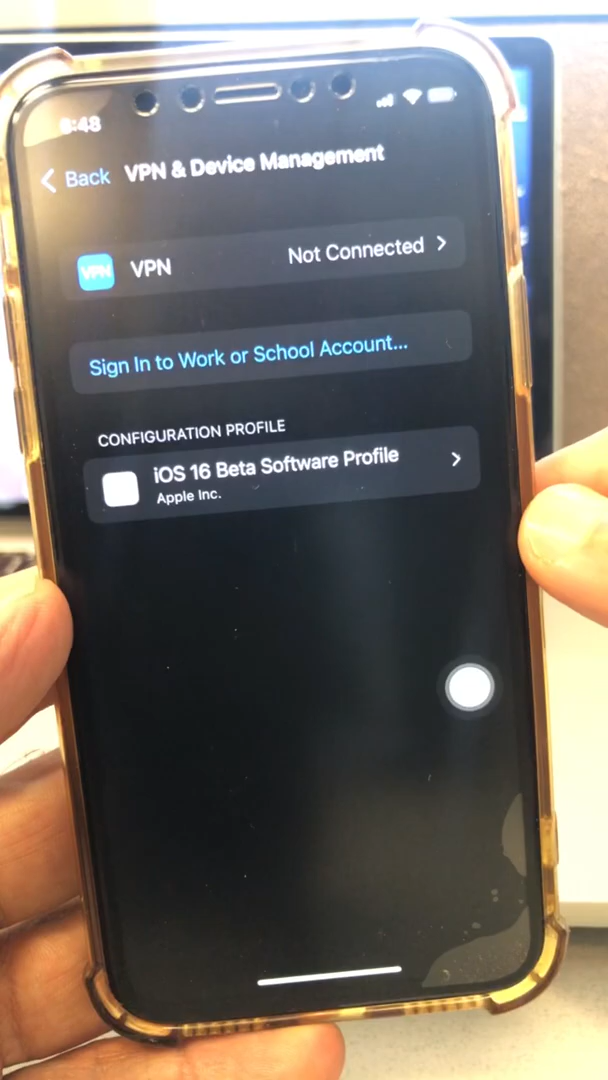 :48
Back VPN & Device Management
VPN VPN Not Connected
Sign In to Work or School Account...
CONFIGURATION PROFILE
iOS 16 Beta Software Profile
Apple Inc.